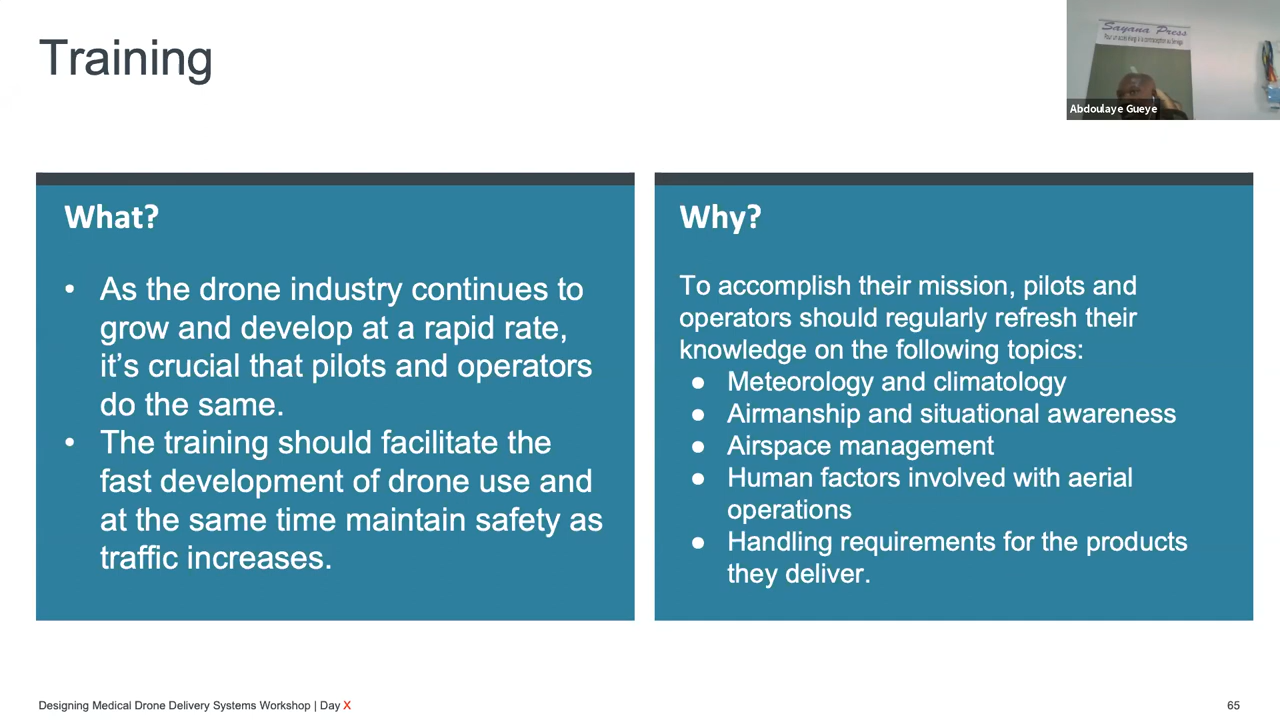 Training
Sayana Press
Abdoulaye Gueye
What?
• As the drone industry continues to
grow and develop at a rapid rate,
it’s crucial that pilots and operators
do the same.
• The training should facilitate the
fast development of drone use and
at the same time maintain safety as
traffic increases.
Why?
To accomplish their mission, pilots and
operators should regularly refresh their
knowledge on the following topics:
● Meteorology and climatology
● Airmanship and situational awareness
● Airspace management
● Human factors involved with aerial
operations
● Handling requirements for the products
they deliver.
Designing Medical Drone Delivery Systems Workshop | Day X
65